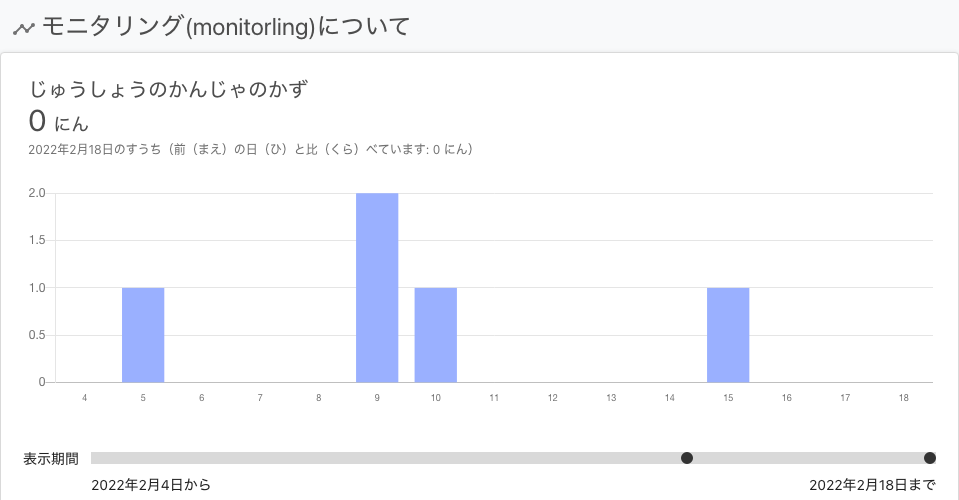 モニタリング(monitorling)について
じゅうしょうのかんじゃのかず
0 にん
2022年2月18日のすうち（前（まえ）の日（ひ）と比（くら）べています: 0 にん）
2.0
1.5
1.0
0.5
0
4 5 6 7 8 9 10 11 12 13 14 15 16 17 18
表示期間
2022年2月4日から 2022年2月18日まで